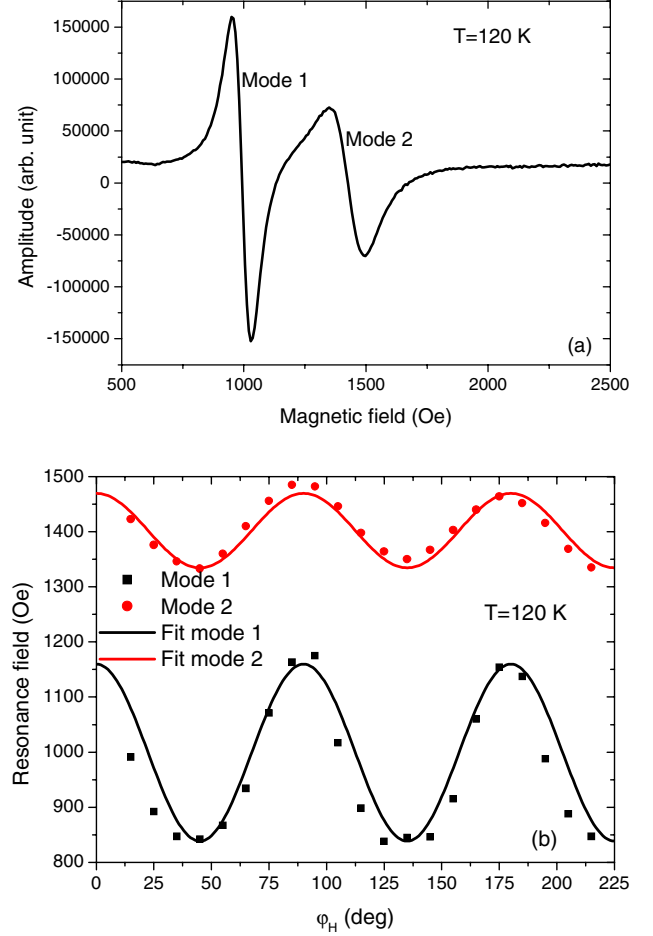 T=120 K
Mode 1
Mode 2
(a)
Amplitude (arb. unit)
150000
100000
50000
0
-50000
-100000
-150000
500
1000
1500
2000
2500
Magnetic field (Oe)
1500
1400
1300
1200
1100
1000
900
800
Resonance field (Oe)
Mode 1
Mode 2
Fit mode 1
Fit mode 2
T=120 K
(b)
0 25 50 75 100 125 150 175 200 225
φH (deg)